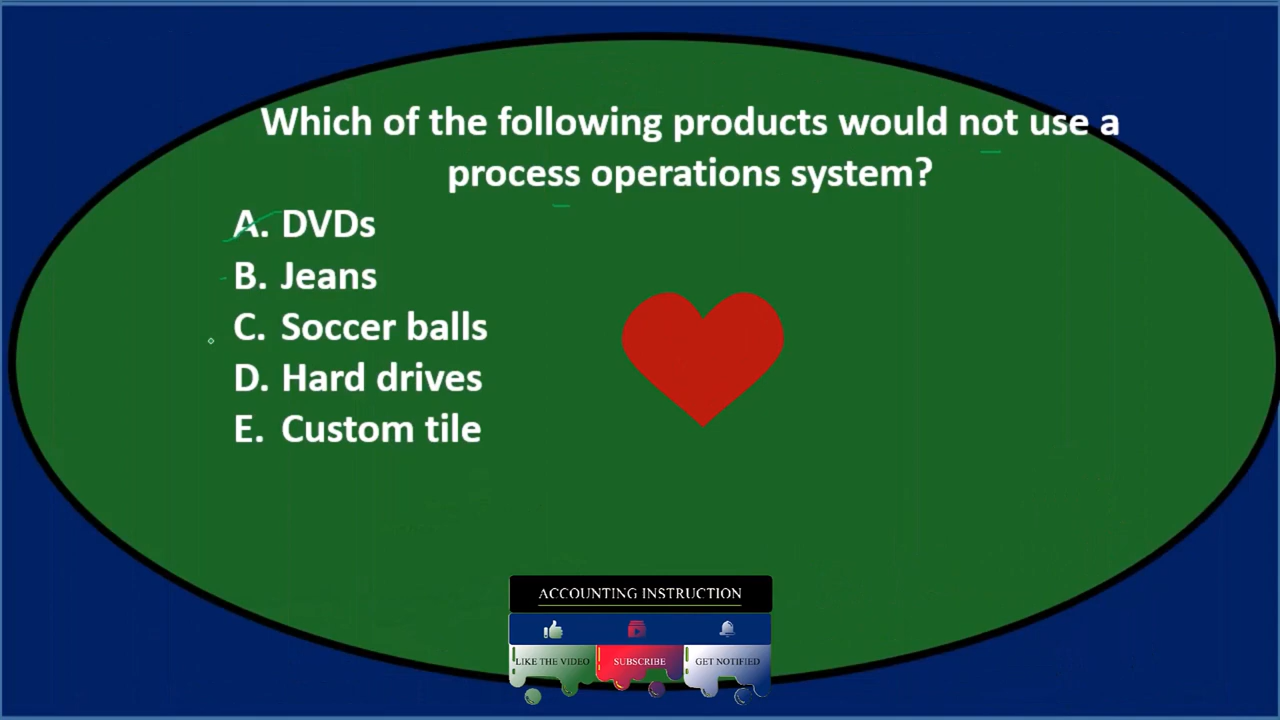 Which of the following products would not use a
process operations system?
A. DVDs
B. Jeans
C. Soccer balls
D. Hard drives
E. Custom tile
ACCOUNTING INSTRUCTION
LIKE THE VIDEO SUBSCRIBE GET NOTIFIED